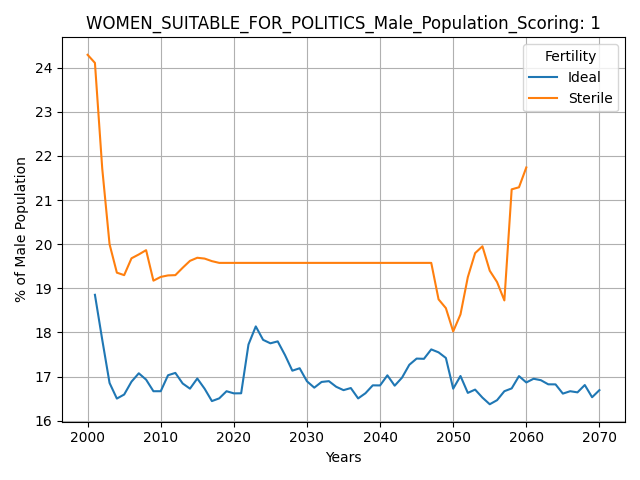 WOMEN_SUITABLE_FOR_POLITICS_Male_Population_Scoring: 1
Fertility
Ideal
Sterile
% of Male Population
24
23
22
21
20
19
18
17
16
2000 2010 2020 2030 2040 2050 2060 2070
Years